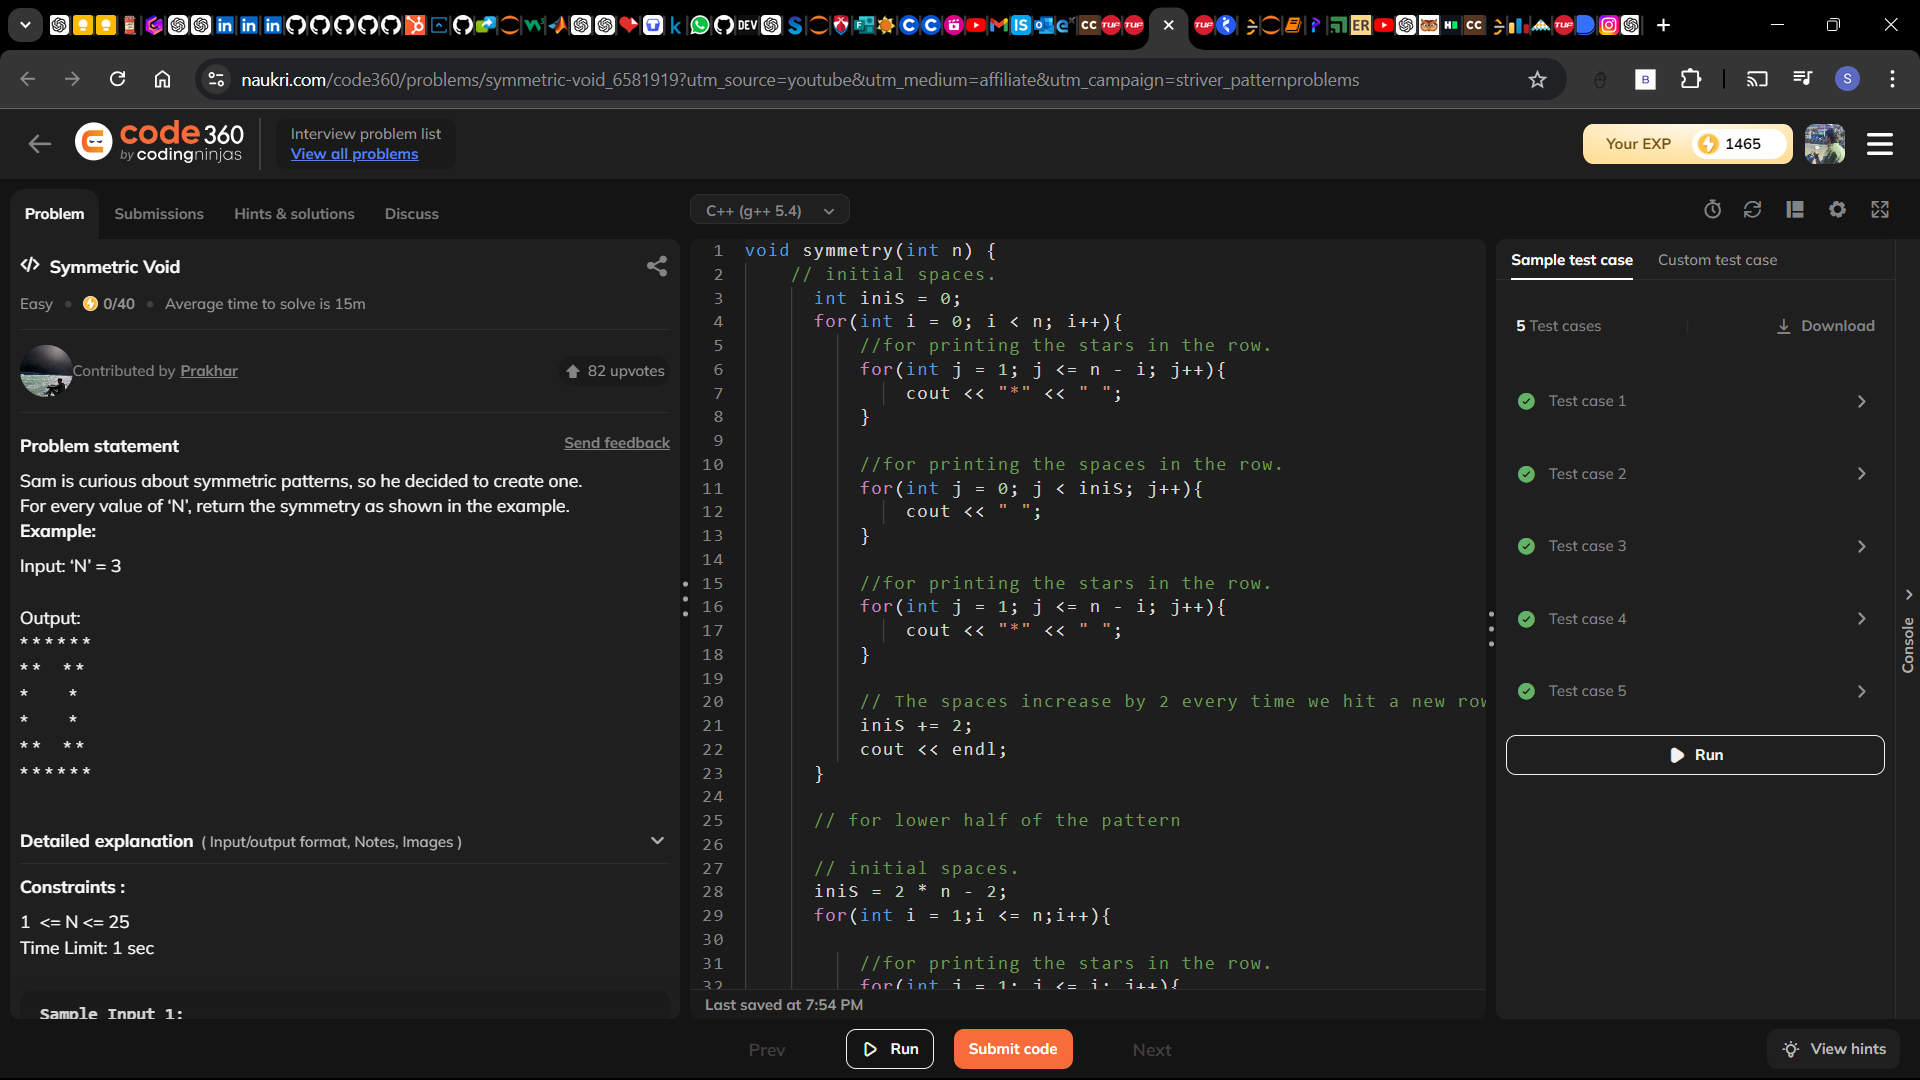 naukri.com/code360/problems/symmetric-void_6581919?utm_source=youtube&utm_medium=affiliate&utm_campaign=striver_patternproblems
code 360
by codingninjas
Interview problem list
View all problems
Your EXP 1465
Problem Submissions Hints & solutions Discuss
Symmetric Void
Easy • 0/40 • Average time to solve is 15m
Contributed by Prakhar
82 upvotes
Problem statement
Send feedback
Sam is curious about symmetric patterns, so he decided to create one.
For every value of ‘N’, return the symmetry as shown in the example.
Example:
Input: ‘N’ = 3
Output:
* * * * * *
* *     * *
*         *
*         *
* *     * *
* * * * * *
Detailed explanation ( Input/output format, Notes, Images )
Constraints :
1  <= N <= 25
Time Limit: 1 sec
Sample Input 1:
C++ (g++ 5.4)
1 void symmetry(int n) {
2 // initial spaces.
3 int iniS = 0;
4 for(int i = 0; i < n; i++){
5 //for printing the stars in the row.
6 for(int j = 1; j <= n - i; j++){
7 cout << "*" << " ";
8 }
9
10 //for printing the spaces in the row.
11 for(int j = 0; j < iniS; j++){
12 cout << " ";
13 }
14
15 //for printing the stars in the row.
16 for(int j = 1; j <= n - i; j++){
17 cout << "*" << " ";
18 }
19
20 // The spaces increase by 2 every time we hit a new row
21 iniS += 2;
22 cout << endl;
23 }
24
25 // for lower half of the pattern
26
27 // initial spaces.
28 iniS = 2 * n - 2;
29 for(int i = 1;i <= n;i++){
30
31 //for printing the stars in the row.
32 for(int j = 1; j <= i; j++){
Last saved at 7:54 PM
Sample test case Custom test case
5 Test cases
Download
Test case 1
Test case 2
Test case 3
Test case 4
Test case 5
Run
Console
Prev
Run
Submit code
Next
View hints